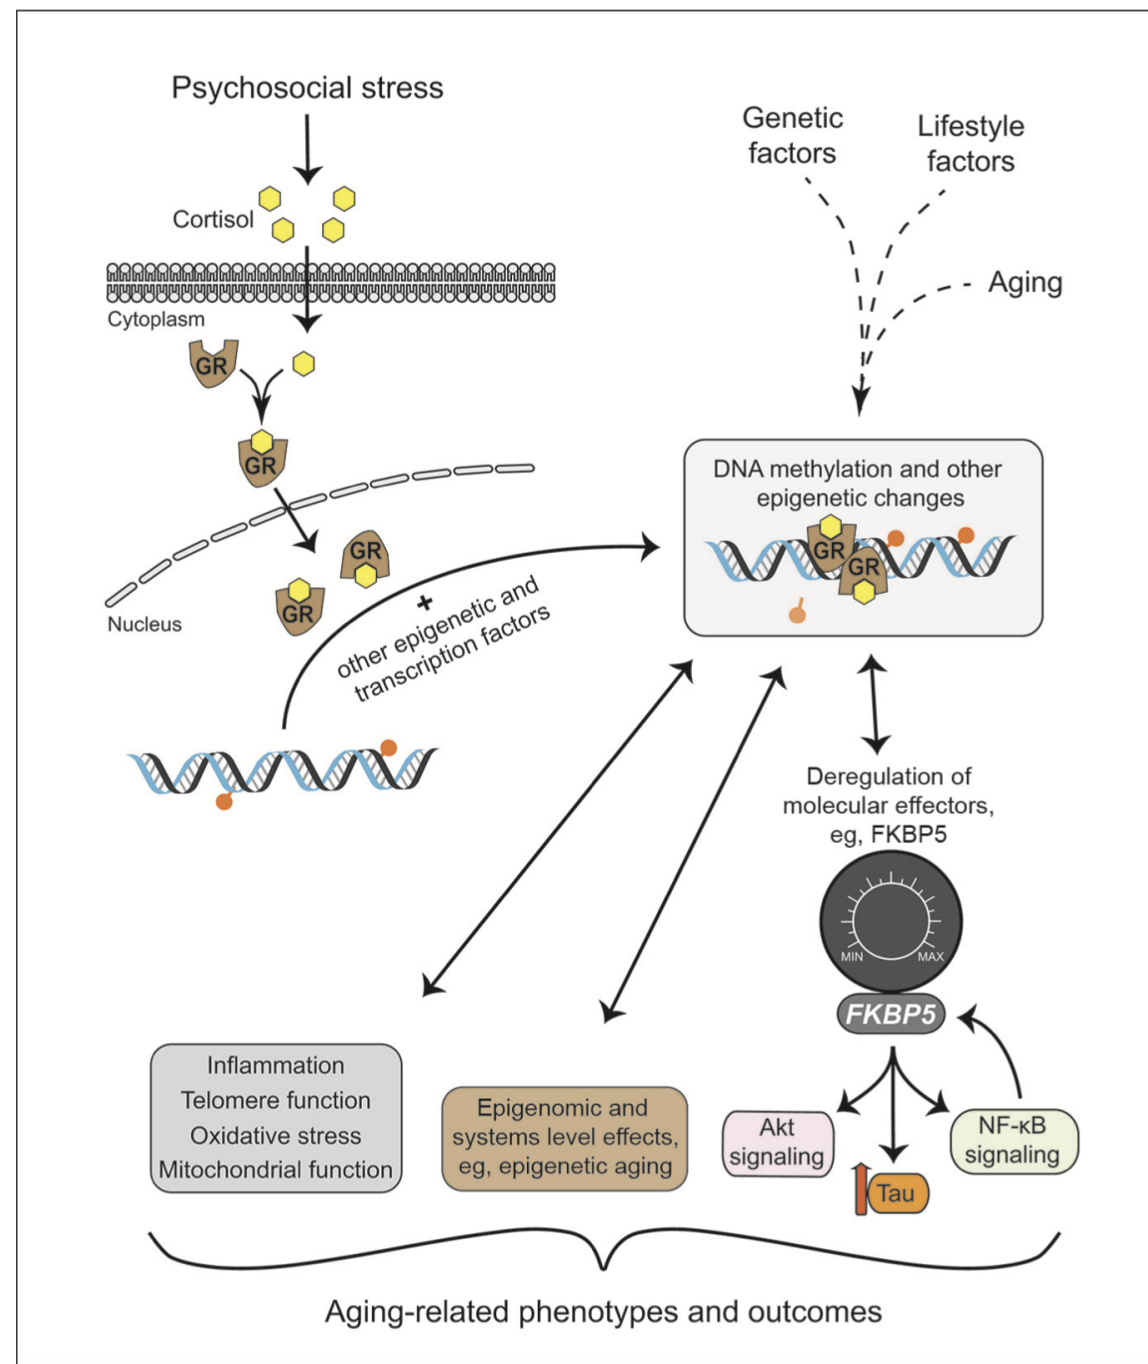 Psychosocial stress
Cortisol
Cytoplasm
GR
GR
GR
GR
Nucleus
+
other epigenetic and
transcription factors
Genetic
factors
Lifestyle
factors
Aging
DNA methylation and other
epigenetic changes
GR
GR
Deregulation of
molecular effectors,
eg, FKBP5
MIN MAX
FKBP5
Inflammation
Telomere function
Oxidative stress
Mitochondrial function
Epigenomic and
systems level effects,
eg, epigenetic aging
Akt
signaling
Tau
NF-κB
signaling
Aging-related phenotypes and outcomes